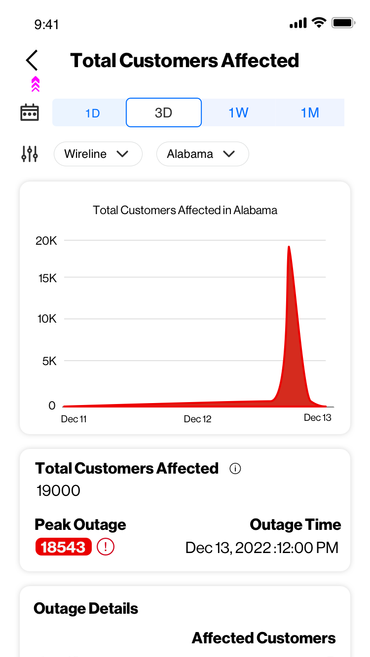 9:41
Total Customers Affected
1D 3D 1W 1M
Wireline Alabama
Total Customers Affected in Alabama
20K
15K
10K
5K
0
Dec 11 Dec 12 Dec 13
Total Customers Affected
19000
Peak Outage Outage Time
18543 Dec 13, 2022 :12:00 PM
Outage Details
Affected Customers